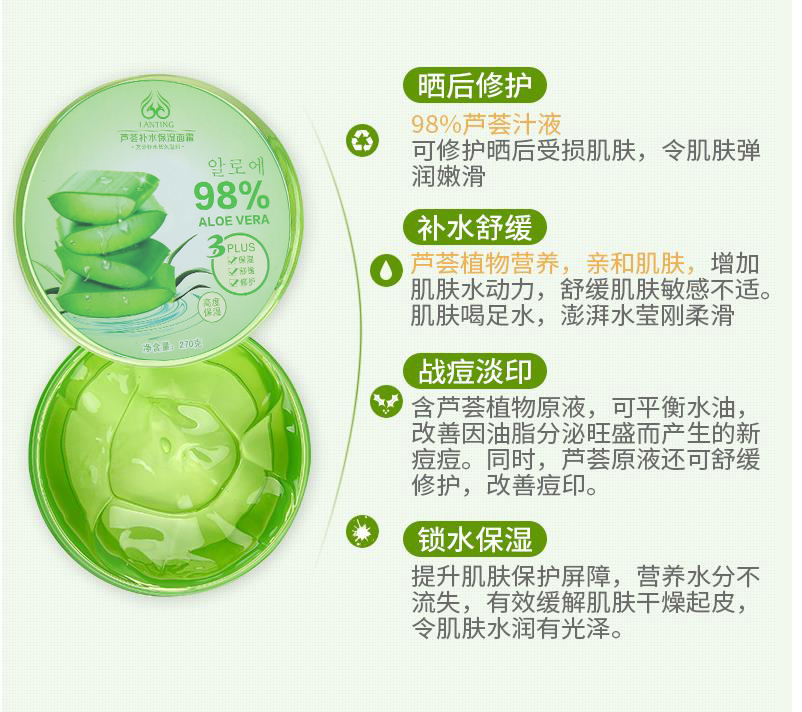 LANTING
芦荟补水保湿面霜
알로에
98%
ALOE VERA
3 PLUS
保湿
舒缓
修护
高度
保湿
净含量：270克
晒后修护
98%芦荟汁液
可修护晒后受损肌肤，令肌肤弹
润嫩滑
补水舒缓
芦荟植物营养，亲和肌肤，增加
肌肤水动力，舒缓肌肤敏感不适。
肌肤喝足水，澎湃水莹刚柔滑
战痘淡印
含芦荟植物原液，可平衡水油，
改善因油脂分泌旺盛而产生的新
痘痘。同时，芦荟原液还可舒缓
修护，改善痘印。
锁水保湿
提升肌肤保护屏障，营养水分不
流失，有效缓解肌肤干燥起皮，
令肌肤水润有光泽。